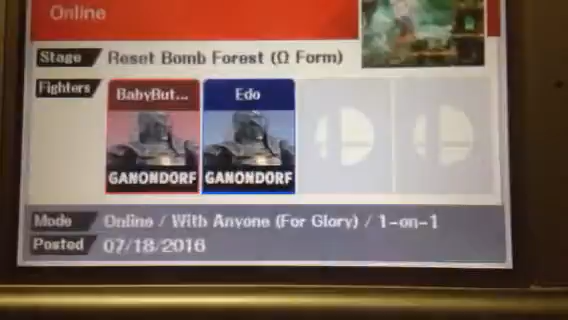 Online
Stage Reset Bomb Forest (Ω Form)
Fighters
BabyBut... Edo
GANONDORF GANONDORF
Mode Online / With Anyone (For Glory) / 1-on-1
Posted 07/18/2016